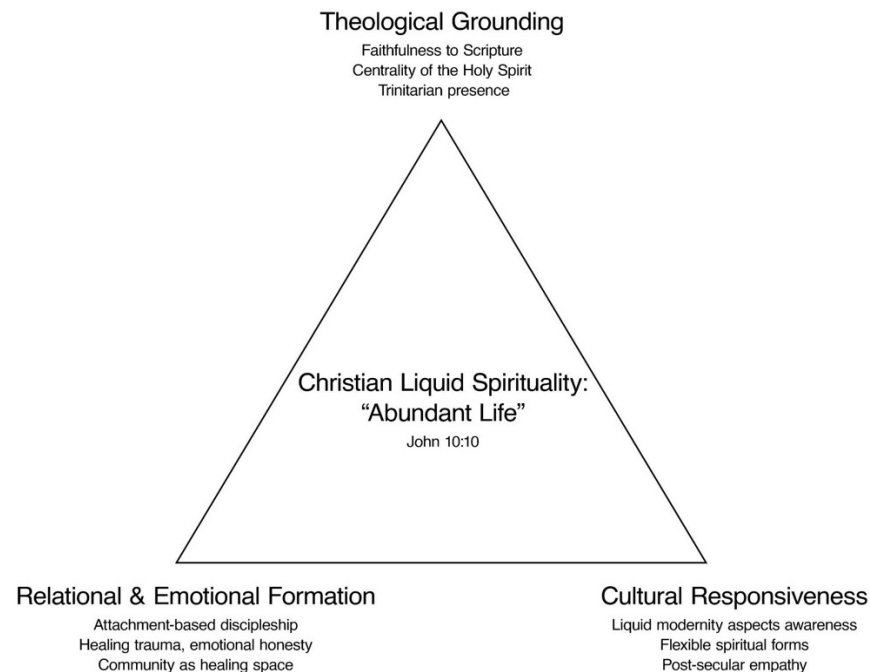 Theological Grounding
Faithfulness to Scripture
Centrality of the Holy Spirit
Trinitarian presence
Christian Liquid Spirituality:
“Abundant Life”
John 10:10
Relational & Emotional Formation
Attachment-based discipleship
Healing trauma, emotional honesty
Community as healing space
Cultural Responsiveness
Liquid modernity aspects awareness
Flexible spiritual forms
Post-secular empathy